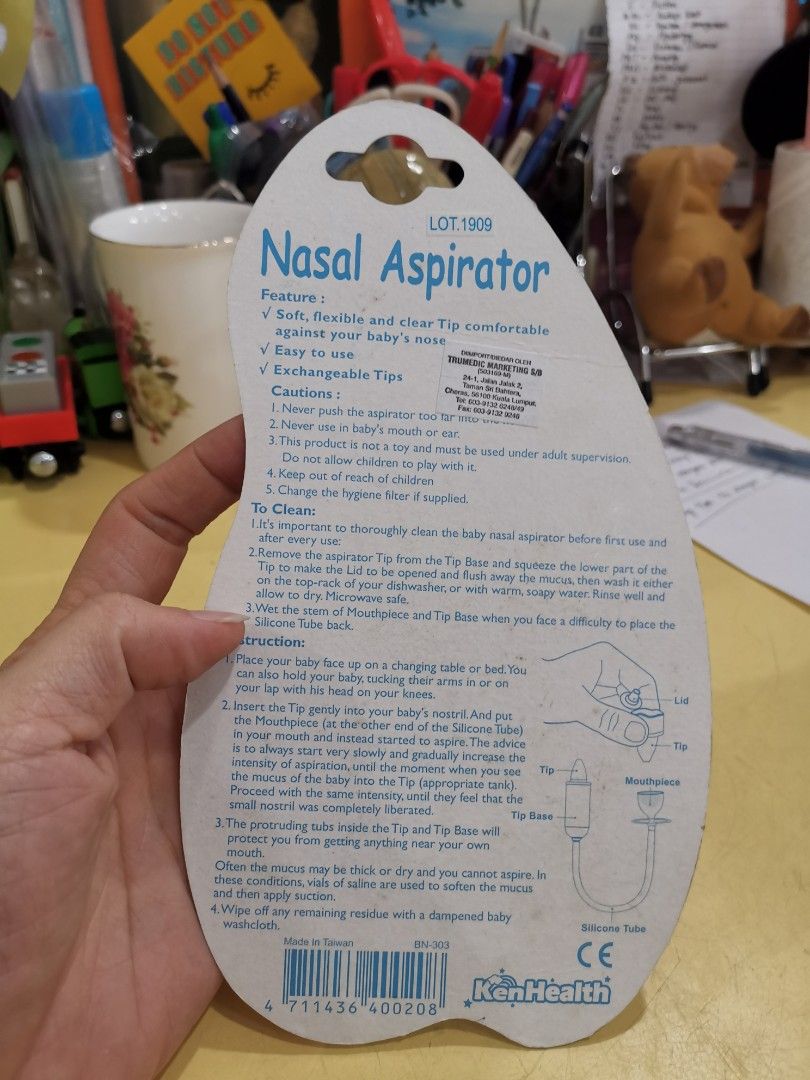 DO NOT
DISTURB
LOT.1909
Nasal Aspirator
Feature :
√ Soft, flexible and clear Tip comfortable
against your baby's nose
√ Easy to use
√ Exchangeable Tips
DIIMPORT/DIEDAR OLEH
TRUMEDIC MARKETING S/B
(503169-M)
24-1, Jalan Jalak 2,
Taman Sri Bahtera,
Cheras, 56100 Kuala Lumpur.
Tel: 603-9132 6248/49
Fax: 603-9132 9246
Cautions :
1. Never push the aspirator too far into
2. Never use in baby's mouth or ear.
3.This product is not a toy and must be used under adult supervision.
Do not allow children to play with it.
4. Keep out of reach of children
5. Change the hygiene filter if supplied.
To Clean:
1.It's important to thoroughly clean the baby nasal aspirator before first use and
after every use:
2.Remove the aspirator Tip from the Tip Base and squeeze the lower part of the
Tip to make the Lid to be opened and flush away the mucus, then wash it either
on the top-rack of your dishwasher, or with warm, soapy water. Rinse well and
allow to dry. Microwave safe.
3.Wet the stem of Mouthpiece and Tip Base when you face a difficulty to place the
Silicone Tube back.
struction:
1. Place your baby face up on a changing table or bed. You
can also hold your baby, tucking their arms in or on
your lap with his head on your knees.
2. Insert the Tip gently into your baby's nostril. And put
the Mouthpiece (at the other end of the Silicone Tube)
in your mouth and instead started to aspire. The advice
is to always start very slowly and gradually increase the
intensity of aspiration, until the moment when you see
the mucus of the baby into the Tip (appropriate tank).
Proceed with the same intensity, until they feel that the
small nostril was completely liberated.
3. The protruding tubs inside the Tip and Tip Base will
protect you from getting anything near your own
mouth.
Often the mucus may be thick or dry and you cannot aspire. In
these conditions, vials of saline are used to soften the mucus
and then apply suction.
4. Wipe off any remaining residue with a dampened baby
washcloth.
Lid
Tip
Tip
Mouthpiece
Tip Base
Silicone Tube
Made In Taiwan
BN-303
4 711436 400208
CE
KenHealth